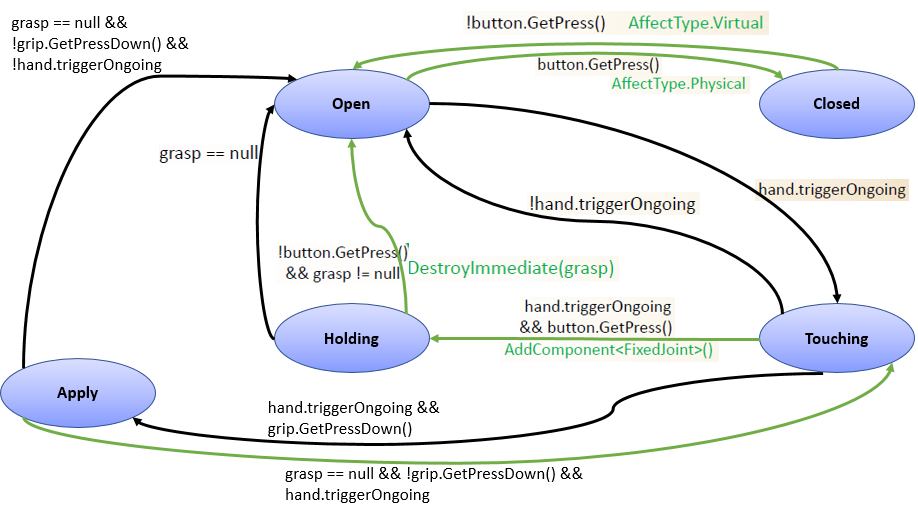 grasp == null &&
!grip.GetPressDown() &&
!hand.triggerOngoing
!button.GetPress() AffectType.Virtual
button.GetPress()
AffectType.Physical
Open
Closed
grasp == null
hand.triggerOngoing
!hand.triggerOngoing
!button.GetPress()
&& grasp != null
DestroyImmediate(grasp)
hand.triggerOngoing
&& button.GetPress()
AddComponent<FixedJoint>()
Holding
Touching
Apply
hand.triggerOngoing &&
grip.GetPressDown()
grasp == null && !grip.GetPressDown() &&
hand.triggerOngoing